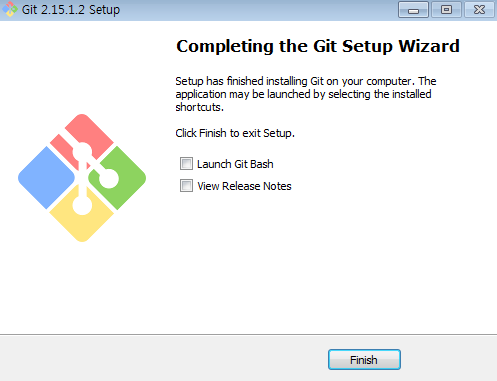 Git 2.15.1.2 Setup
Completing the Git Setup Wizard
Setup has finished installing Git on your computer. The
application may be launched by selecting the installed
shortcuts.
Click Finish to exit Setup.
Launch Git Bash
View Release Notes
Finish